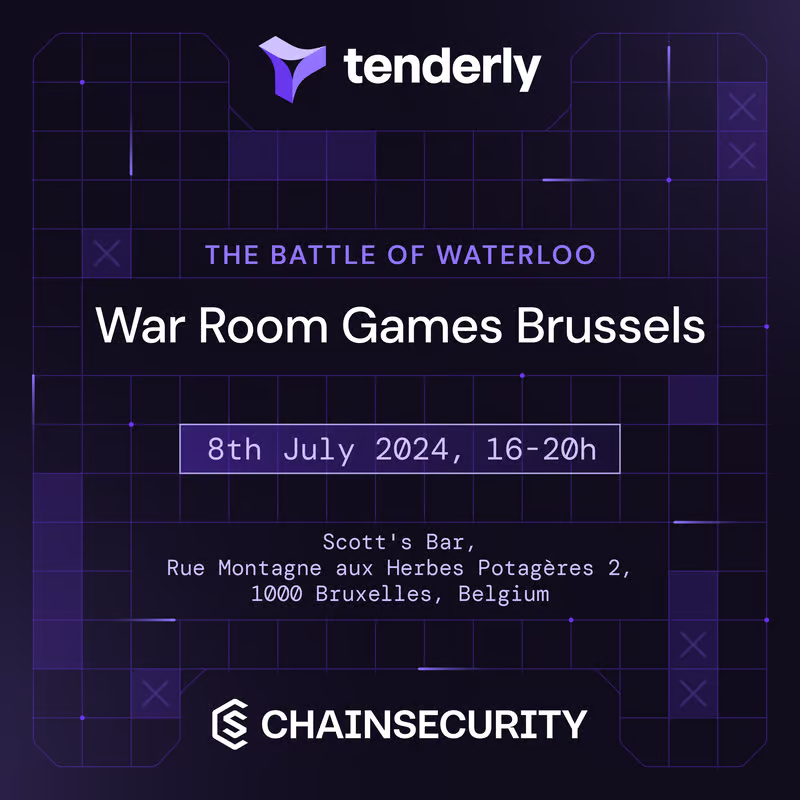 tenderly
THE BATTLE OF WATERLOO
War Room Games Brussels
8th July 2024, 16-20h
Scott's Bar,
Rue Montagne aux Herbes Potagères 2,
1000 Bruxelles, Belgium
CHAINSECURITY